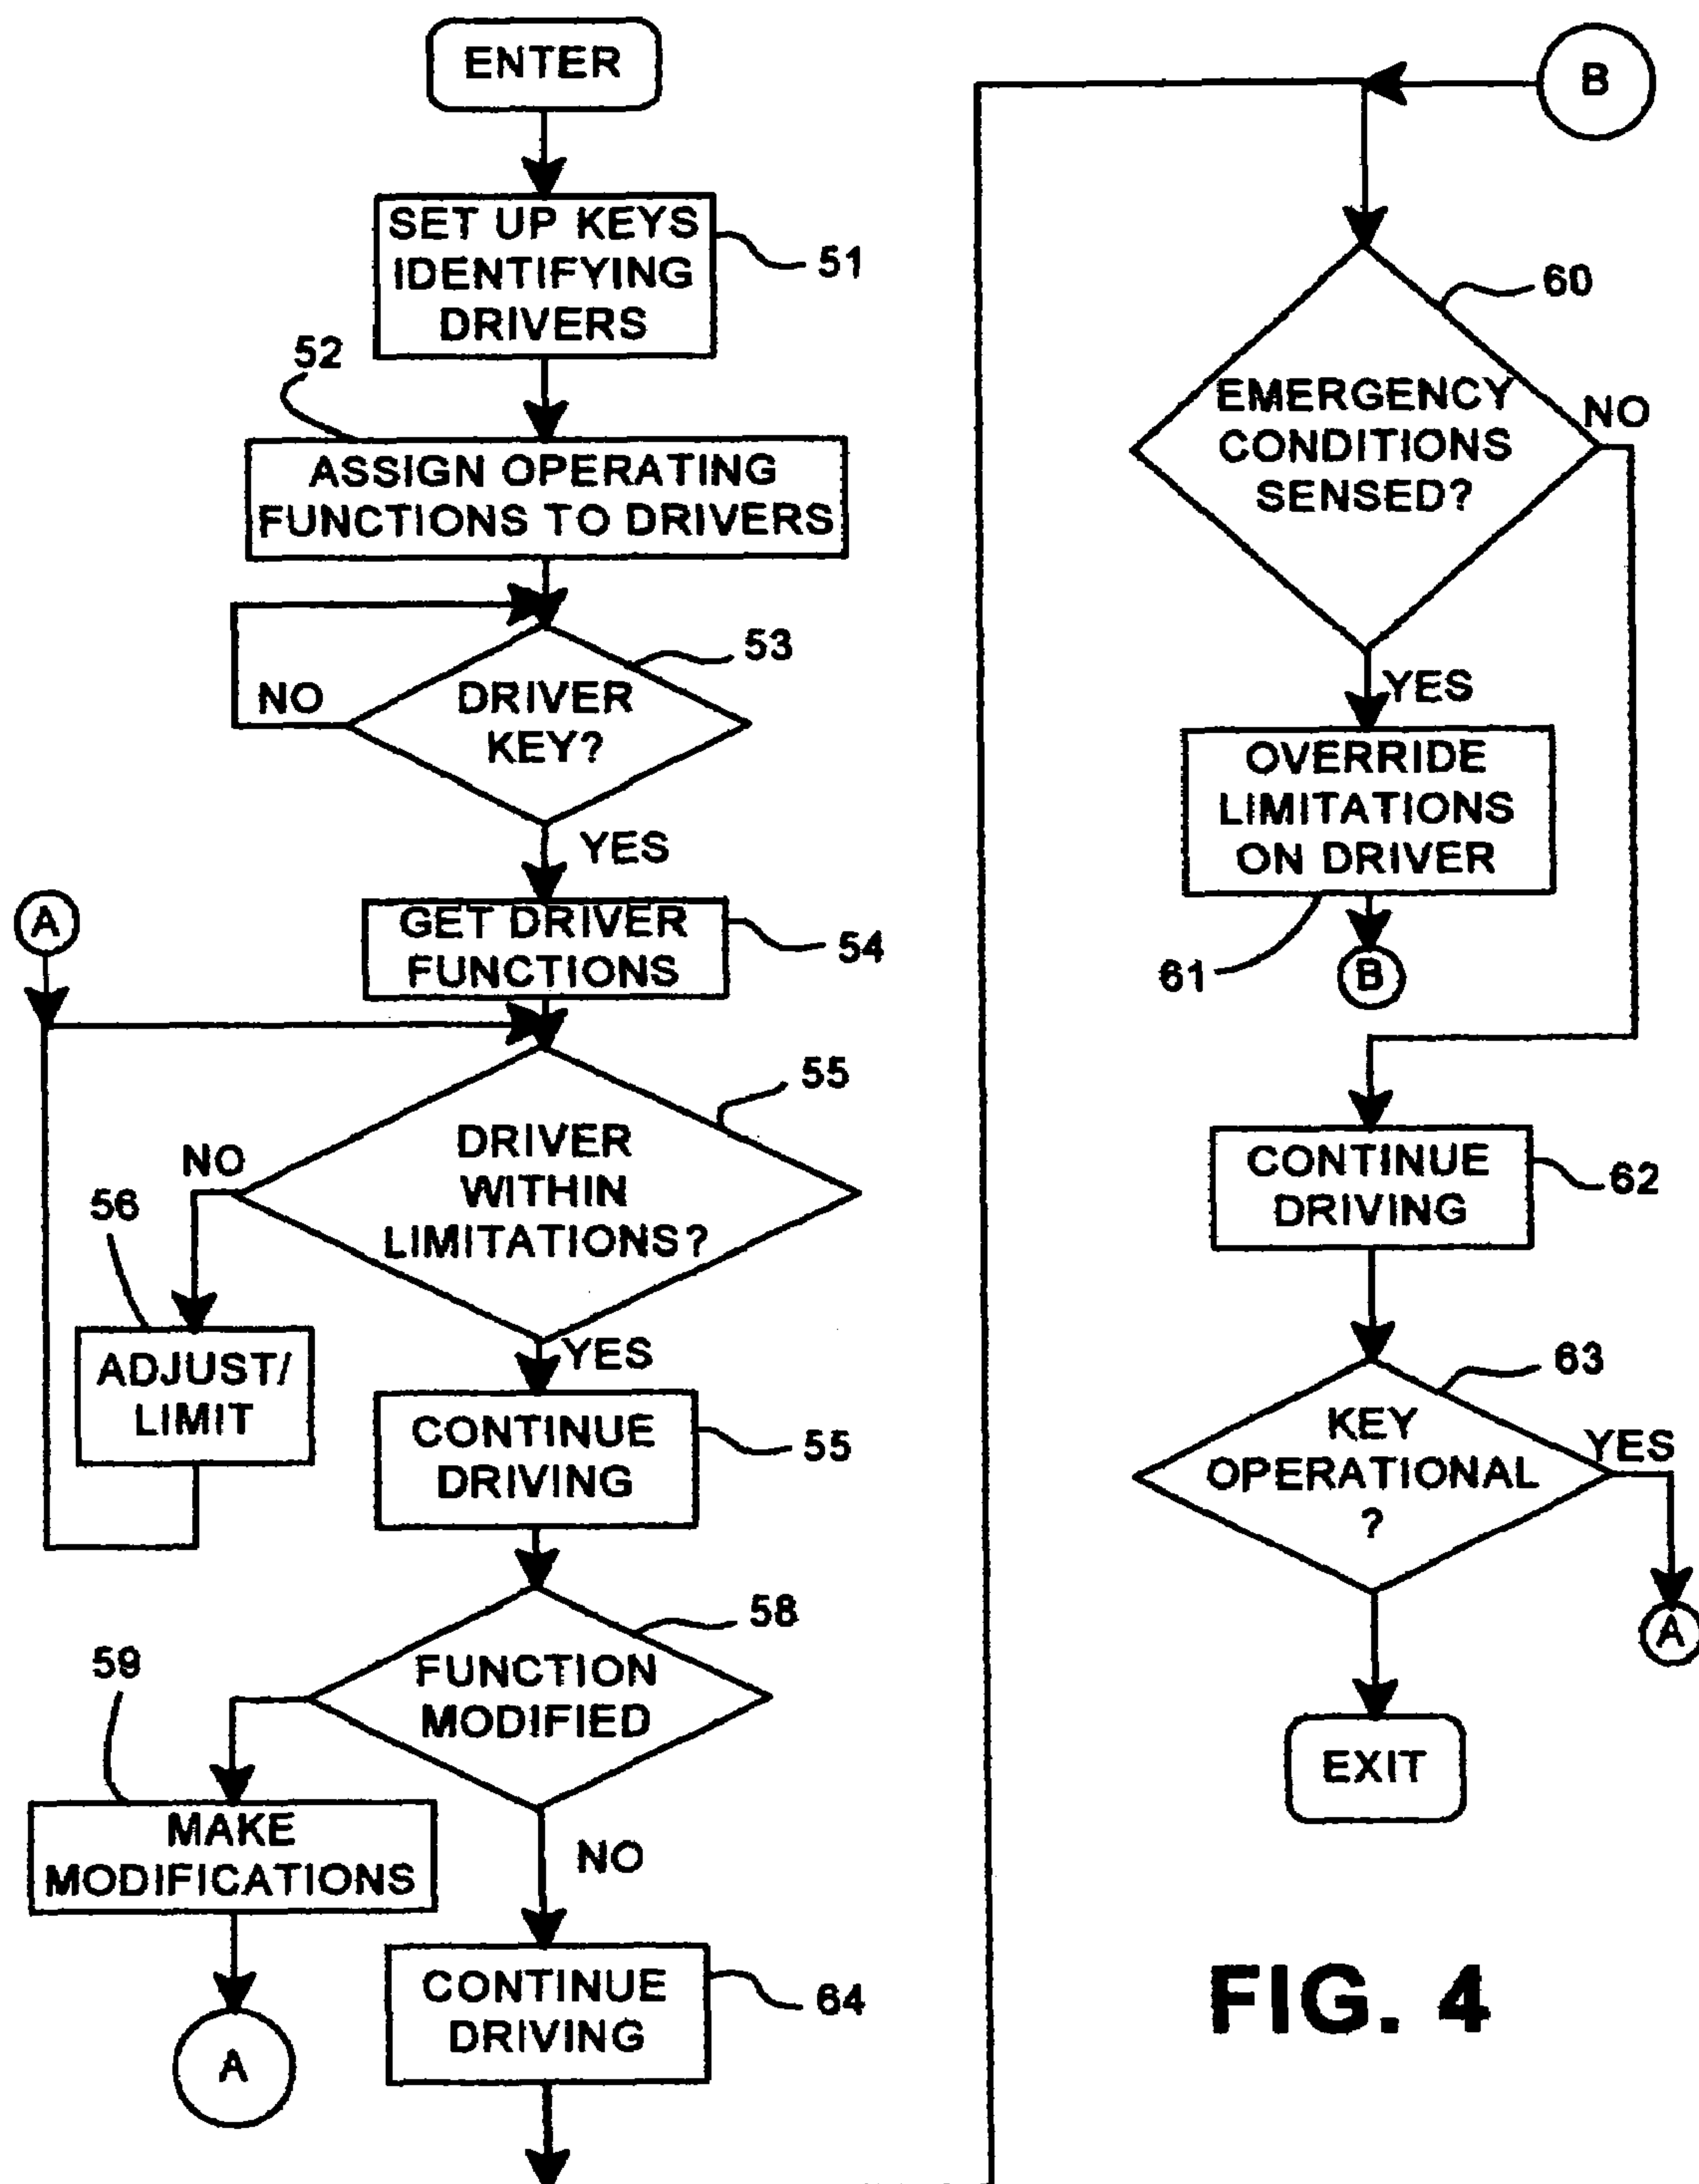 ENTER
SET UP KEYS
IDENTIFYING
DRIVERS
51
52
ASSIGN OPERATING
FUNCTIONS TO DRIVERS
53
DRIVER
KEY?
NO
YES
A
GET DRIVER
FUNCTIONS
54
55
DRIVER
WITHIN
LIMITATIONS?
NO
56
ADJUST/
LIMIT
YES
CONTINUE
DRIVING
55
58
FUNCTION
MODIFIED
59
MAKE
MODIFICATIONS
NO
A
CONTINUE
DRIVING
64
B
60
EMERGENCY
CONDITIONS
SENSED?
NO
YES
OVERRIDE
LIMITATIONS
ON DRIVER
61
B
CONTINUE
DRIVING
62
63
KEY
OPERATIONAL
?
YES
A
EXIT
FIG. 4